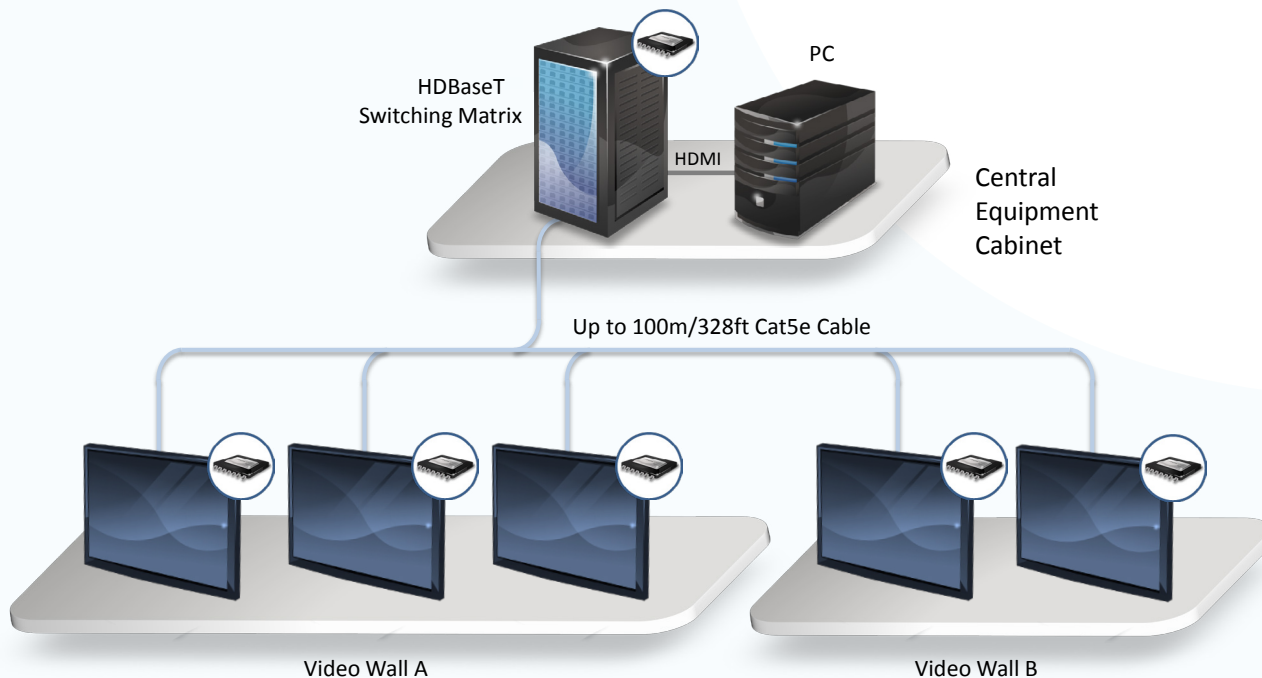 PC
HDBaseT
Switching Matrix
HDMI
Central
Equipment
Cabinet
Up to 100m/328ft Cat5e Cable
Video Wall A
Video Wall B